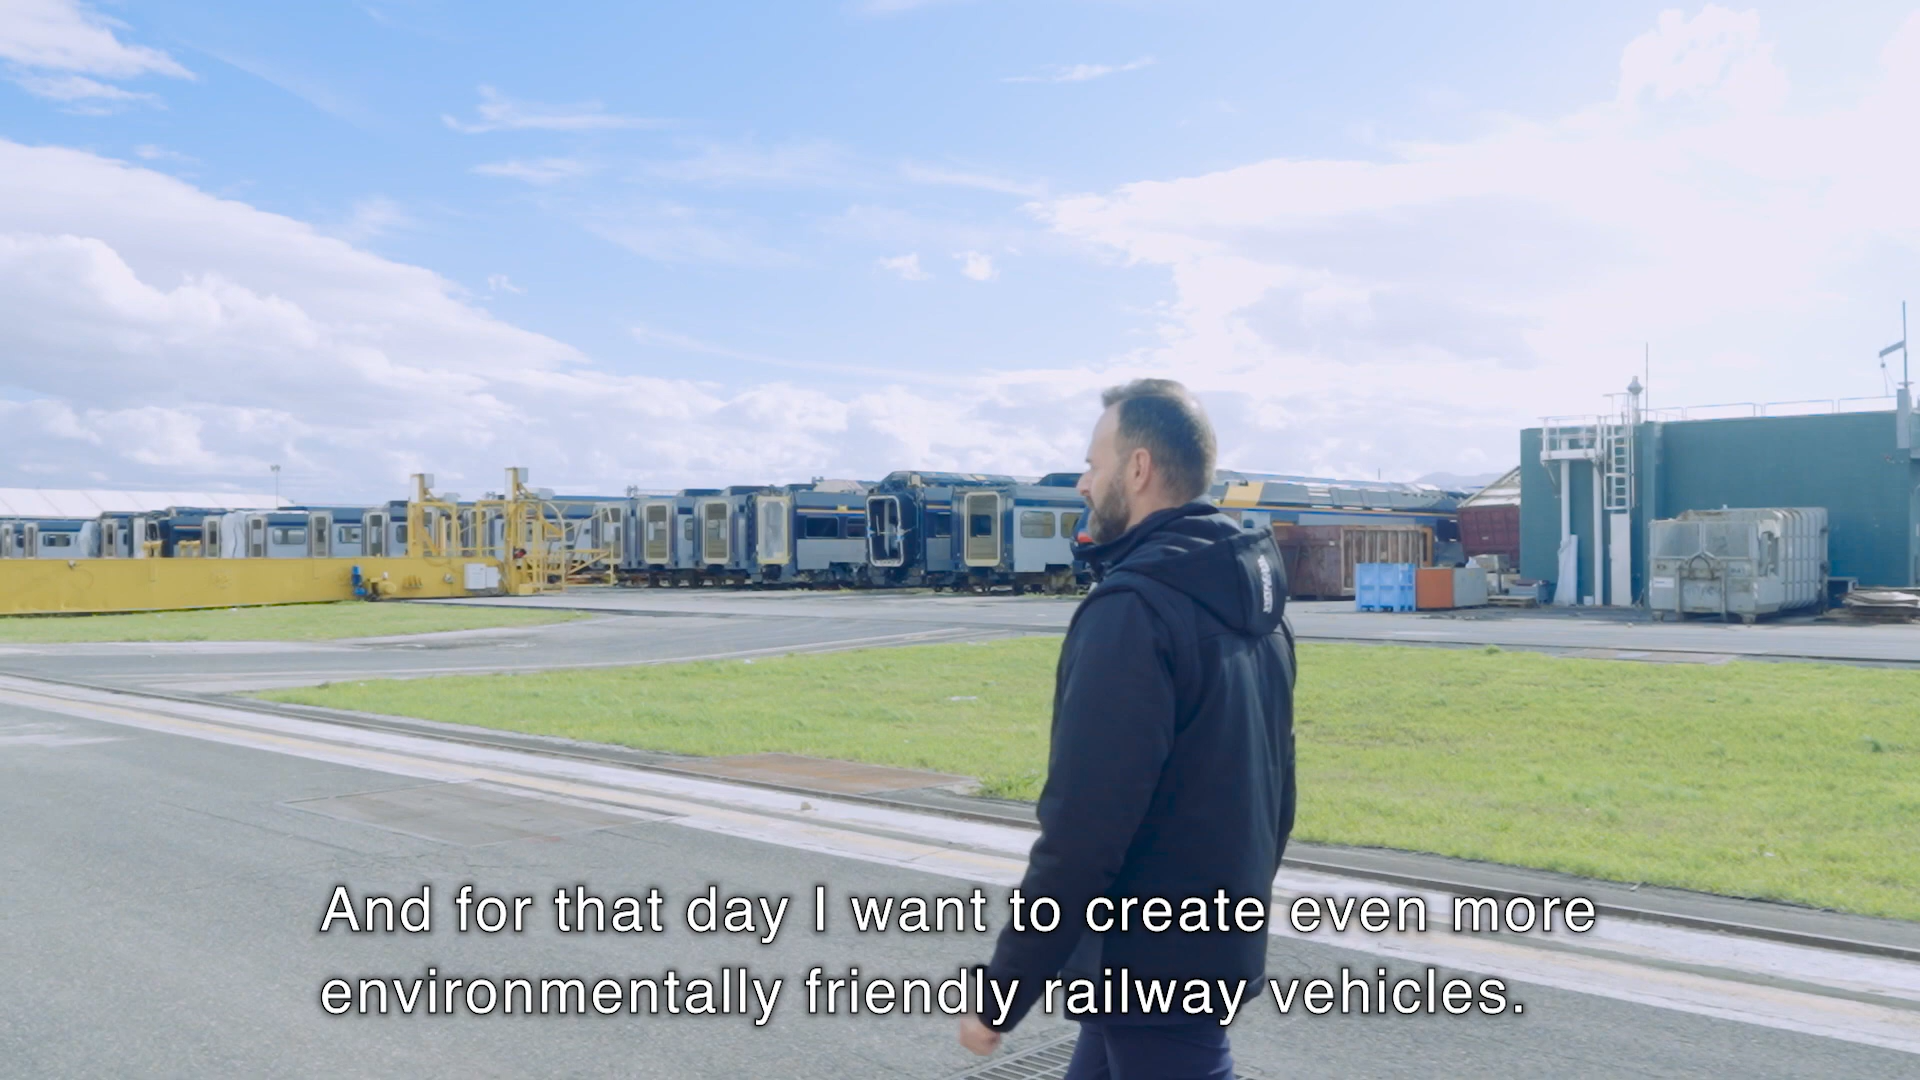 And for that day I want to create even more
environmentally friendly railway vehicles.